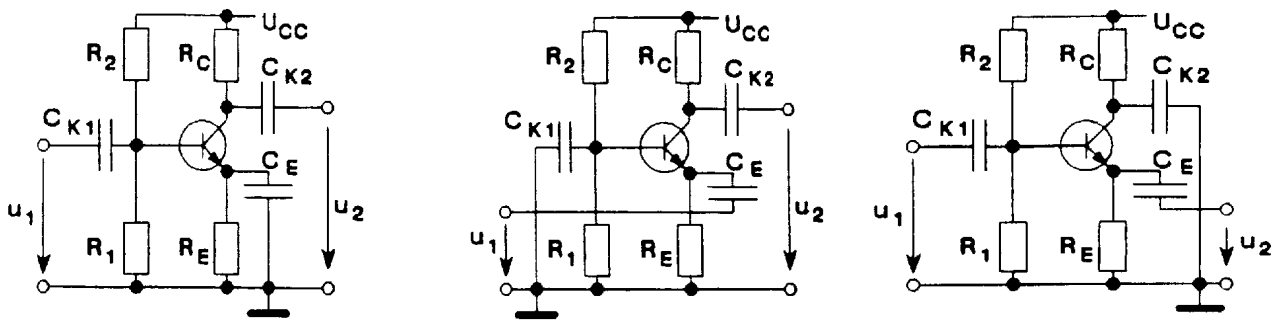 U_CC
R_2
R_C
C_K2
C_K1
C_E
u_1
u_2
R_1
R_E
U_CC
R_2
R_C
C_K2
C_K1
C_E
u_1
u_2
R_1
R_E
U_CC
R_2
R_C
C_K2
C_K1
C_E
u_1
R_1
R_E
u_2